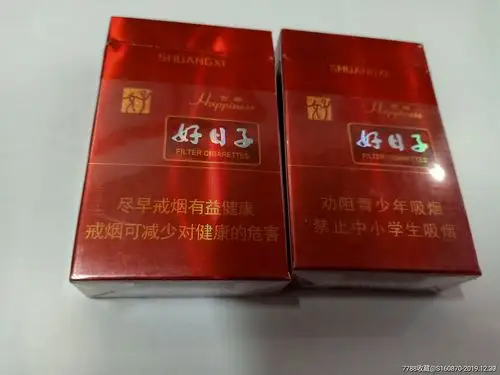 SHUANGXI
Happiness
好日子
FILTER CIGARETTES
尽早戒烟有益健康
戒烟可减少对健康的危害
SHUANGXI
Happiness
好日子
FILTER CIGARETTES
劝阻青少年吸烟
禁止中小学生吸烟
7788收藏@S160870-2019.12.23